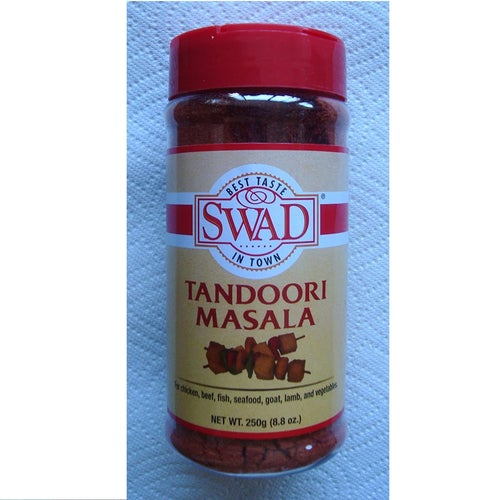 BEST TASTE
SWAD®
IN TOWN
TANDOORI
MASALA
For chicken, beef, fish, seafood, goat, lamb, and vegetables
NET WT. 250g (8.8 oz.)